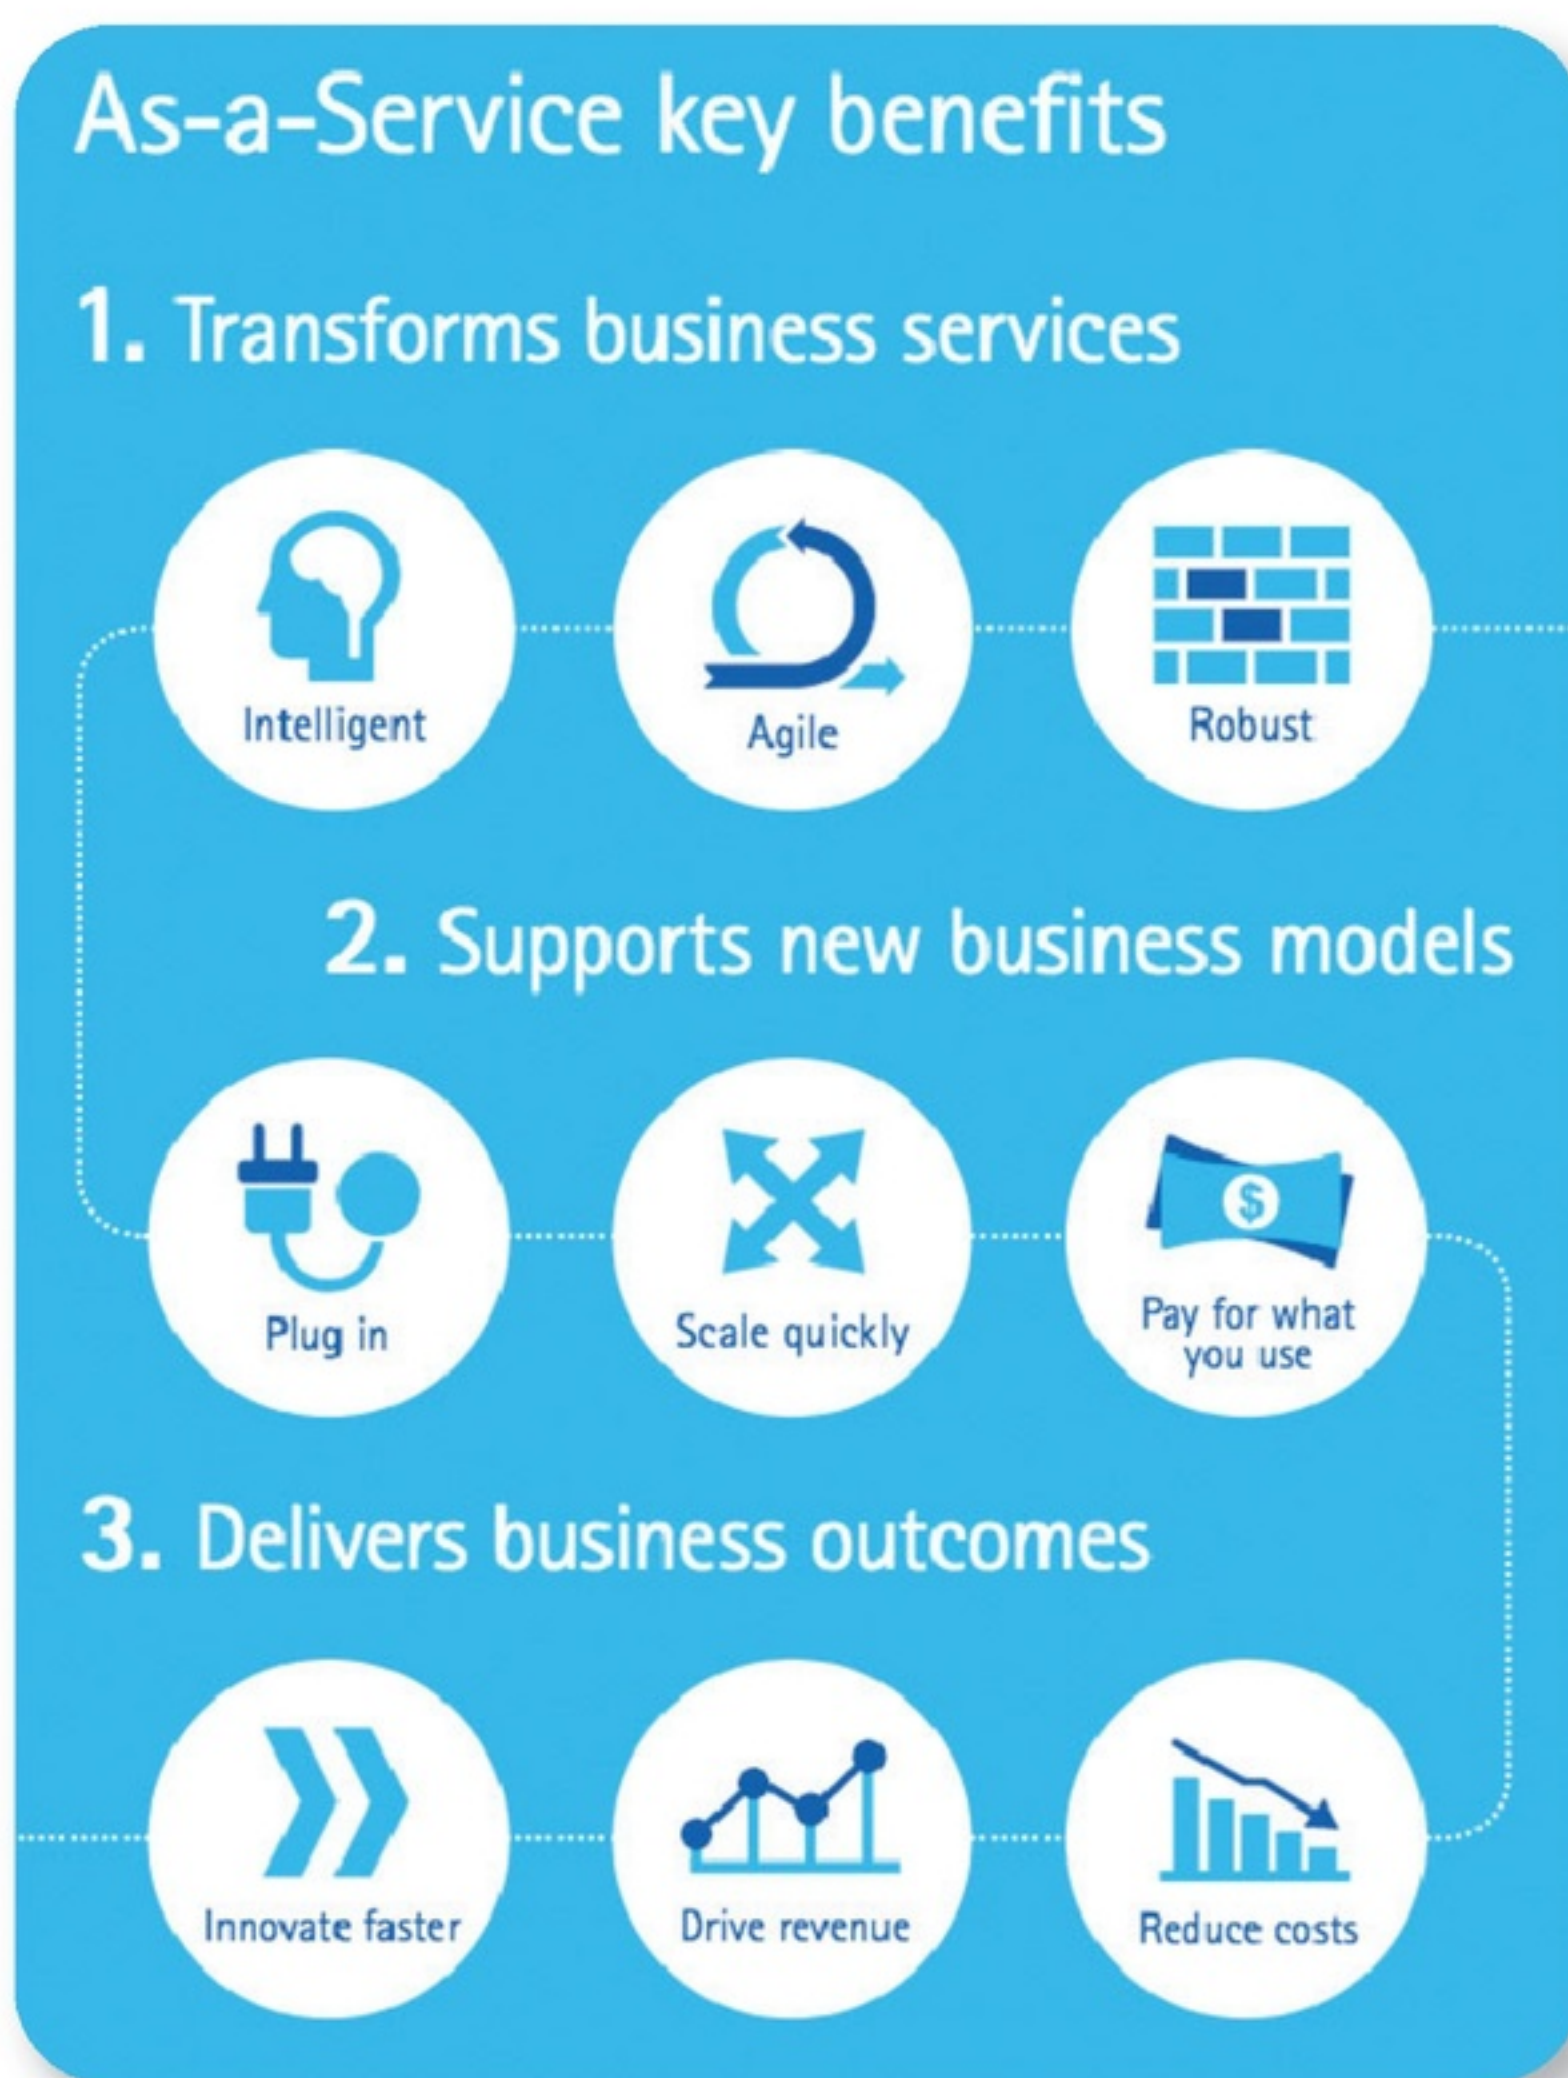 As-a-Service key benefits
1. Transforms business services
Intelligent
Agile
Robust
2. Supports new business models
Plug in
Scale quickly
$
Pay for what
you use
3. Delivers business outcomes
Innovate faster
Drive revenue
Reduce costs